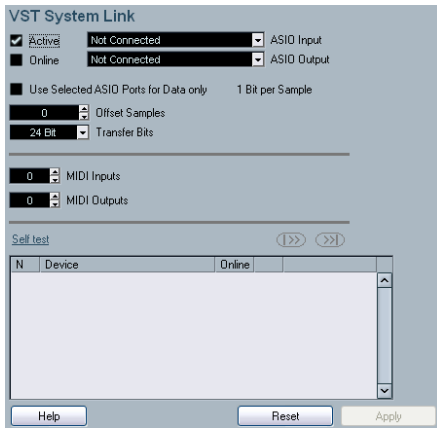 VST System Link
Active Not Connected ASIO Input
Online Not Connected ASIO Output
Use Selected ASIO Ports for Data only 1 Bit per Sample
0 Offset Samples
24 Bit Transfer Bits
0 MIDI Inputs
0 MIDI Outputs
Self test
N Device Online
Help Reset Apply